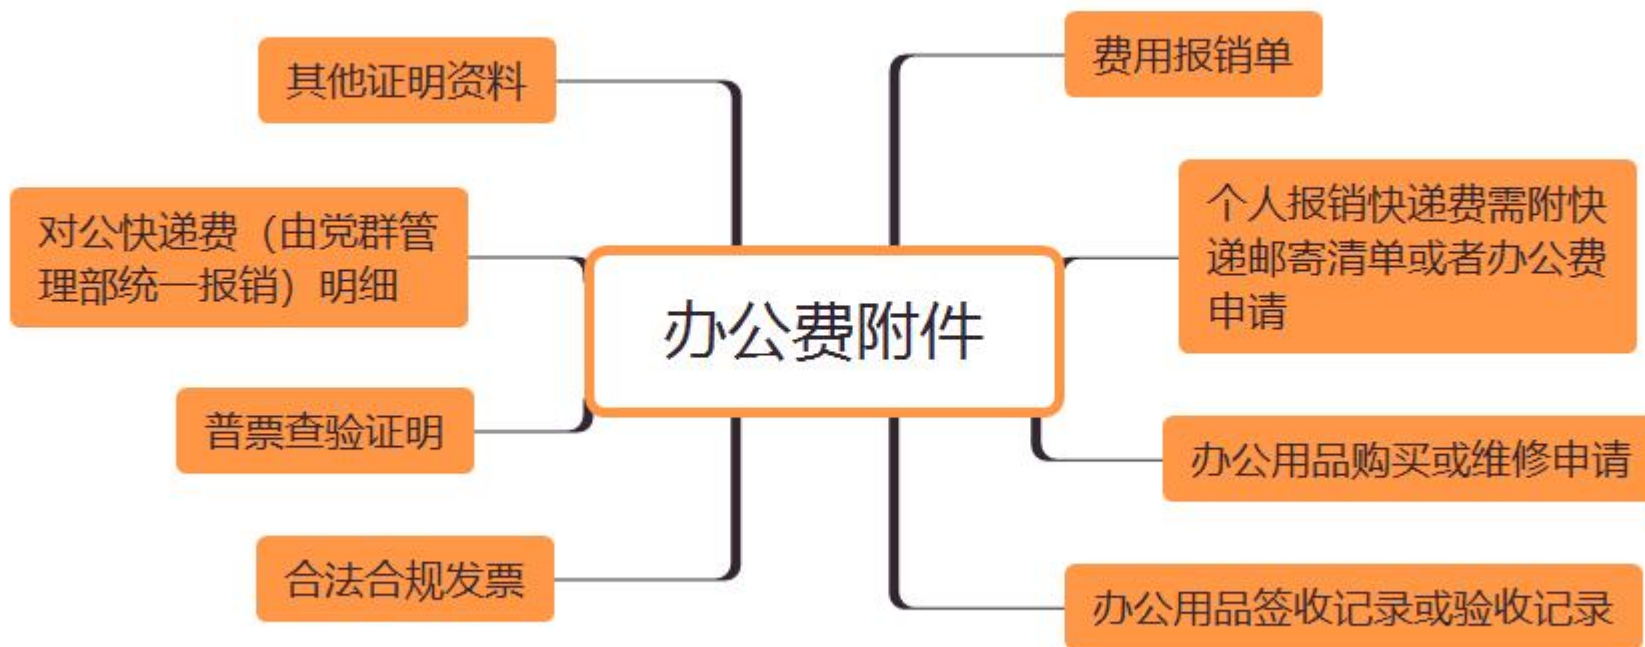 其他证明资料
费用报销单
对公快递费（由党群管
理部统一报销）明细
个人报销快递费需附快
递邮寄清单或者办公费
申请
办公费附件
普票查验证明
办公用品购买或维修申请
合法合规发票
办公用品签收记录或验收记录